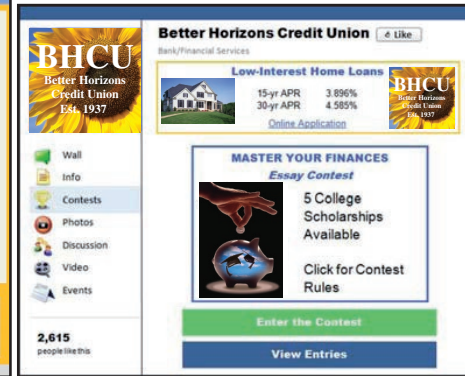 BHCU
Better Horizons
Credit Union
Est. 1937
Wall
Info
Contests
Photos
Discussion
Video
Events
2,615
people like this
Better Horizons Credit Union
Like
Bank/Financial Services
Low-Interest Home Loans
15-yr APR 3.896%
30-yr APR 4.585%
Online Application
BHCU
Better Horizons
Credit Union
Est. 1937
MASTER YOUR FINANCES
Essay Contest
5 College
Scholarships
Available
Click for Contest
Rules
Enter the Contest
View Entries